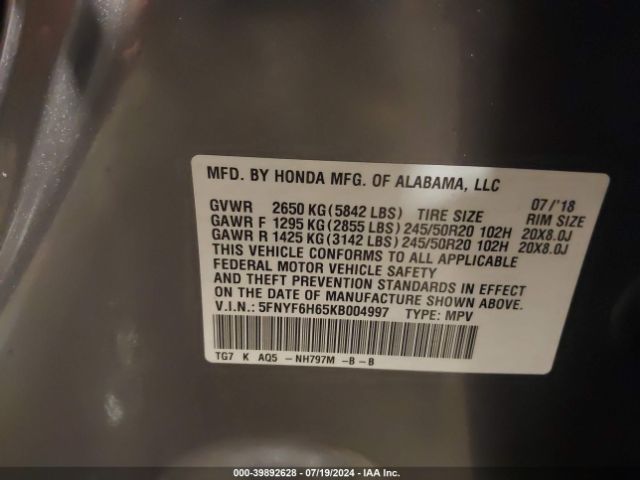 MFD. BY HONDA MFG. OF ALABAMA, LLC
GVWR 2650 KG (5842 LBS) TIRE SIZE 07/'18 RIM SIZE
GAWR F 1295 KG (2855 LBS) 245/50R20 102H 20X8.0J
GAWR R 1425 KG (3142 LBS) 245/50R20 102H 20X8.0J
THIS VEHICLE CONFORMS TO ALL APPLICABLE
FEDERAL MOTOR VEHICLE SAFETY
AND THEFT PREVENTION STANDARDS IN EFFECT
ON THE DATE OF MANUFACTURE SHOWN ABOVE.
V.I.N.: 5FNYF6H65KB004997 TYPE: MPV
TG7 K AQ5 -NH797M -B-B
000-39892628 - 07/19/2024 - IAA Inc.